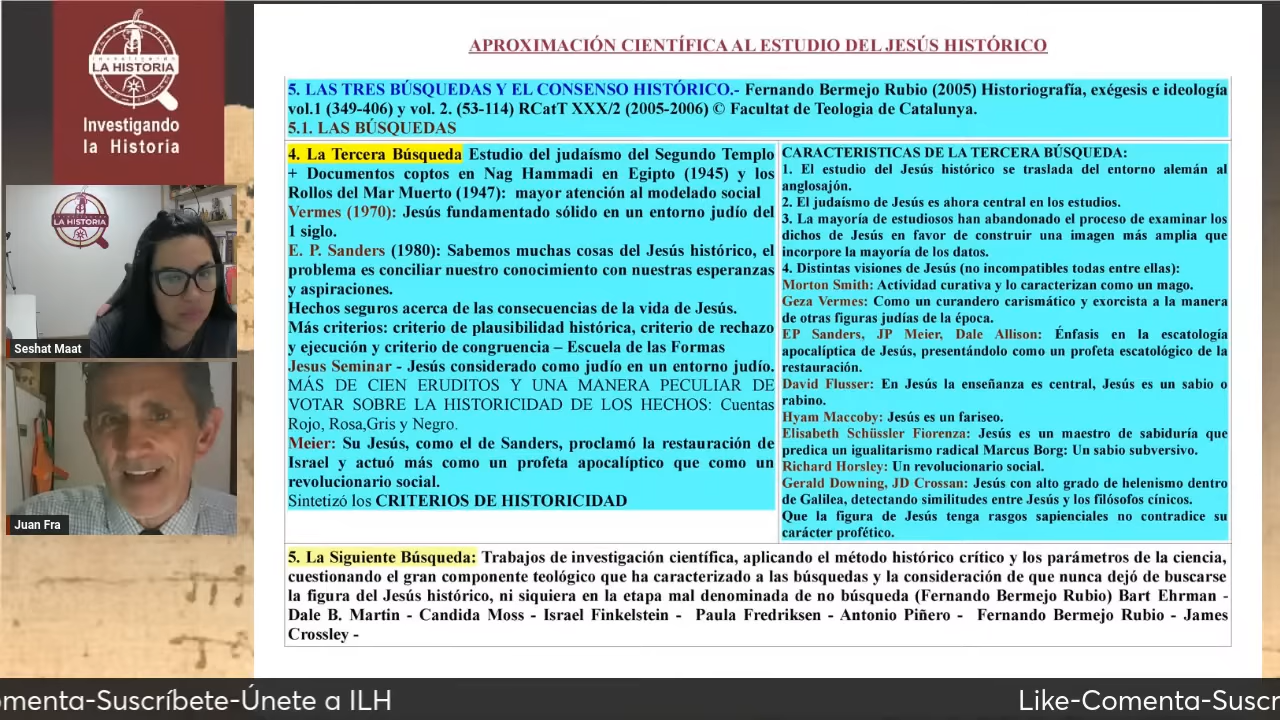 LA HISTORIA
Investigando
la Historia
LA HISTORIA
Seshat Maat
Juan Fra
APROXIMACIÓN CIENTÍFICA AL ESTUDIO DEL JESÚS HISTÓRICO
5. LAS TRES BÚSQUEDAS Y EL CONSENSO HISTÓRICO.- Fernando Bermejo Rubio (2005) Historiografía, exégesis e ideología
vol.1 (349-406) y vol. 2. (53-114) RCatT XXX/2 (2005-2006) © Facultat de Teologia de Catalunya.
5.1. LAS BÚSQUEDAS
4. La Tercera Búsqueda Estudio del judaísmo del Segundo Templo
+ Documentos coptos en Nag Hammadi en Egipto (1945) y los
Rollos del Mar Muerto (1947): mayor atención al modelado social
Vermes (1970): Jesús fundamentado sólido en un entorno judío del
1 siglo.
E. P. Sanders (1980): Sabemos muchas cosas del Jesús histórico, el
problema es conciliar nuestro conocimiento con nuestras esperanzas
y aspiraciones.
Hechos seguros acerca de las consecuencias de la vida de Jesús.
Más criterios: criterio de plausibilidad histórica, criterio de rechazo
y ejecución y criterio de congruencia – Escuela de las Formas
Jesus Seminar - Jesús considerado como judío en un entorno judío.
MÁS DE CIEN ERUDITOS Y UNA MANERA PECULIAR DE
VOTAR SOBRE LA HISTORICIDAD DE LOS HECHOS: Cuentas
Rojo, Rosa,Gris y Negro.
Meier: Su Jesús, como el de Sanders, proclamó la restauración de
Israel y actuó más como un profeta apocalíptico que como un
revolucionario social.
Sintetizó los CRITERIOS DE HISTORICIDAD
CARACTERISTICAS DE LA TERCERA BÚSQUEDA:
1. El estudio del Jesús histórico se traslada del entorno alemán al
anglosajón.
2. El judaísmo de Jesús es ahora central en los estudios.
3. La mayoría de estudiosos han abandonado el proceso de examinar los
dichos de Jesús en favor de construir una imagen más amplia que
incorpore la mayoría de los datos.
4. Distintas visiones de Jesús (no incompatibles todas entre ellas):
Morton Smith: Actividad curativa y lo caracterizan como un mago.
Geza Vermes: Como un curandero carismático y exorcista a la manera
de otras figuras judías de la época.
EP Sanders, JP Meier, Dale Allison: Énfasis en la escatología
apocalíptica de Jesús, presentándolo como un profeta escatológico de la
restauración.
David Flusser: En Jesús la enseñanza es central, Jesús es un sabio o
rabino.
Hyam Maccoby: Jesús es un fariseo.
Elisabeth Schüssler Fiorenza: Jesús es un maestro de sabiduría que
predica un igualitarismo radical Marcus Borg: Un sabio subversivo.
Richard Horsley: Un revolucionario social.
Gerald Downing, JD Crossan: Jesús con alto grado de helenismo dentro
de Galilea, detectando similitudes entre Jesús y los filósofos cínicos.
Que la figura de Jesús tenga rasgos sapienciales no contradice su
carácter profético.
5. La Siguiente Búsqueda: Trabajos de investigación científica, aplicando el método histórico crítico y los parámetros de la ciencia,
cuestionando el gran componente teológico que ha caracterizado a las búsquedas y la consideración de que nunca dejó de buscarse
la figura del Jesús histórico, ni siquiera en la etapa mal denominada de no búsqueda (Fernando Bermejo Rubio) Bart Ehrman -
Dale B. Martin - Candida Moss - Israel Finkelstein - Paula Fredriksen - Antonio Piñero - Fernando Bermejo Rubio - James
Crossley -
omenta-Suscríbete-Únete a ILH
Like-Comenta-Suscr